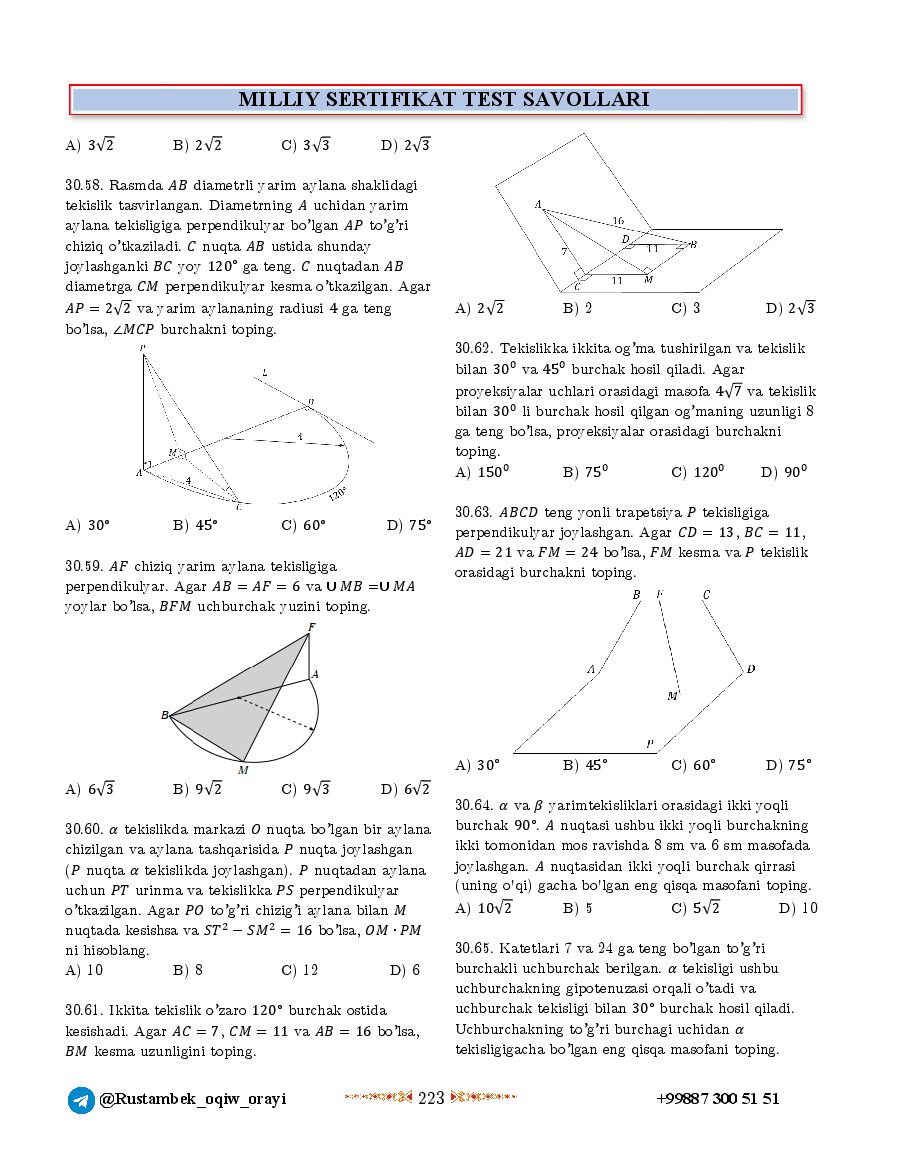 MILLIY SERTIFIKAT TEST SAVOLLARI
A) 3√2 B) 2√2 C) 3√3 D) 2√3
30.58. Rasmda AB diametrli yarim aylana shaklidagi
tekislik tasvirlangan. Diametrning A uchidan yarim
aylana tekisligiga perpendikulyar bo'lgan AP to'g'ri
chiziq o'tkaziladi. C nuqta AB ustida shunday
joylashganki BC yoy 120° ga teng. C nuqtadan AB
diametrga CM perpendikulyar kesma o'tkazilgan. Agar
AP = 2√2 va yarim aylananing radiusi 4 ga teng
bo'lsa, ∠MCP burchakni toping.
P
L
B
4
M
A
4
C
120°
A) 30° B) 45° C) 60° D) 75°
30.59. AF chiziq yarim aylana tekisligiga
perpendikulyar. Agar AB = AF = 6 va ∪ MB =∪ MA
yoylar bo'lsa, BFM uchburchak yuzini toping.
F
A
B
M
A) 6√3 B) 9√2 C) 9√3 D) 6√2
30.60. α tekislikda markazi O nuqta bo'lgan bir aylana
chizilgan va aylana tashqarisida P nuqta joylashgan
(P nuqta α tekislikda joylashgan). P nuqtadan aylana
uchun PT urinma va tekislikka PS perpendikulyar
o'tkazilgan. Agar PO to'g'ri chizig'i aylana bilan M
nuqtada kesishsa va ST² − SM² = 16 bo'lsa, OM · PM
ni hisoblang.
A) 10 B) 8 C) 12 D) 6
30.61. Ikkita tekislik o'zaro 120° burchak ostida
kesishadi. Agar AC = 7, CM = 11 va AB = 16 bo'lsa,
BM kesma uzunligini toping.
A
16
D
11
B
7
C
11
M
A) 2√2 B) 2 C) 3 D) 2√3
30.62. Tekislikka ikkita og'ma tushirilgan va tekislik
bilan 30⁰ va 45⁰ burchak hosil qiladi. Agar
proyeksiyalar uchlari orasidagi masofa 4√7 va tekislik
bilan 30⁰ li burchak hosil qilgan og'maning uzunligi 8
ga teng bo'lsa, proyeksiyalar orasidagi burchakni
toping.
A) 150⁰ B) 75⁰ C) 120⁰ D) 90⁰
30.63. ABCD teng yonli trapetsiya P tekisligiga
perpendikulyar joylashgan. Agar CD = 13, BC = 11,
AD = 21 va FM = 24 bo'lsa, FM kesma va P tekislik
orasidagi burchakni toping.
B F C
A D
M
P
A) 30° B) 45° C) 60° D) 75°
30.64. α va β yarimtekisliklari orasidagi ikki yoqli
burchak 90°. A nuqtasi ushbu ikki yoqli burchakning
ikki tomonidan mos ravishda 8 sm va 6 sm masofada
joylashgan. A nuqtasidan ikki yoqli burchak qirrasi
(uning o'qi) gacha bo'lgan eng qisqa masofani toping.
A) 10√2 B) 5 C) 5√2 D) 10
30.65. Katetlari 7 va 24 ga teng bo'lgan to'g'ri
burchakli uchburchak berilgan. α tekisligi ushbu
uchburchakning gipotenuzasi orqali o'tadi va
uchburchak tekisligi bilan 30° burchak hosil qiladi.
Uchburchakning to'g'ri burchagi uchidan α
tekisligigacha bo'lgan eng qisqa masofani toping.
@Rustambek_oqiw_orayi 223 +99887 300 51 51